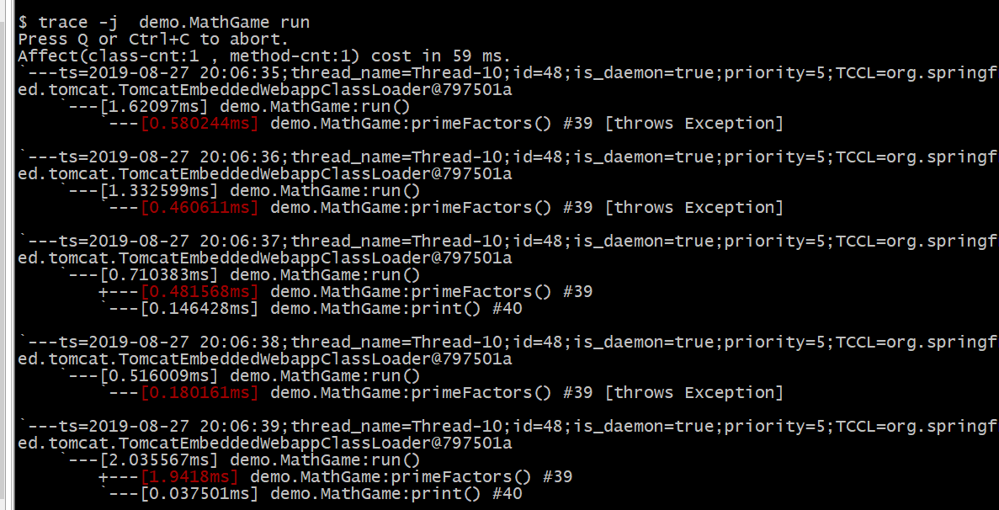 $ trace -j  demo.MathGame run
Press Q or Ctrl+C to abort.
Affect(class-cnt:1 , method-cnt:1) cost in 59 ms.
`---ts=2019-08-27 20:06:35;thread_name=Thread-10;id=48;is_daemon=true;priority=5;TCCL=org.springf
ed.tomcat.TomcatEmbeddedWebappClassLoader@797501a
    `---[1.62097ms] demo.MathGame:run()
        `---[0.580244ms] demo.MathGame:primeFactors() #39 [throws Exception]

`---ts=2019-08-27 20:06:36;thread_name=Thread-10;id=48;is_daemon=true;priority=5;TCCL=org.springf
ed.tomcat.TomcatEmbeddedWebappClassLoader@797501a
    `---[1.332599ms] demo.MathGame:run()
        `---[0.460611ms] demo.MathGame:primeFactors() #39 [throws Exception]

`---ts=2019-08-27 20:06:37;thread_name=Thread-10;id=48;is_daemon=true;priority=5;TCCL=org.springf
ed.tomcat.TomcatEmbeddedWebappClassLoader@797501a
    `---[0.710383ms] demo.MathGame:run()
        +---[0.481568ms] demo.MathGame:primeFactors() #39
        `---[0.146428ms] demo.MathGame:print() #40

`---ts=2019-08-27 20:06:38;thread_name=Thread-10;id=48;is_daemon=true;priority=5;TCCL=org.springf
ed.tomcat.TomcatEmbeddedWebappClassLoader@797501a
    `---[0.516009ms] demo.MathGame:run()
        `---[0.180161ms] demo.MathGame:primeFactors() #39 [throws Exception]

`---ts=2019-08-27 20:06:39;thread_name=Thread-10;id=48;is_daemon=true;priority=5;TCCL=org.springf
ed.tomcat.TomcatEmbeddedWebappClassLoader@797501a
    `---[2.035567ms] demo.MathGame:run()
        +---[1.9418ms] demo.MathGame:primeFactors() #39
        `---[0.037501ms] demo.MathGame:print() #40